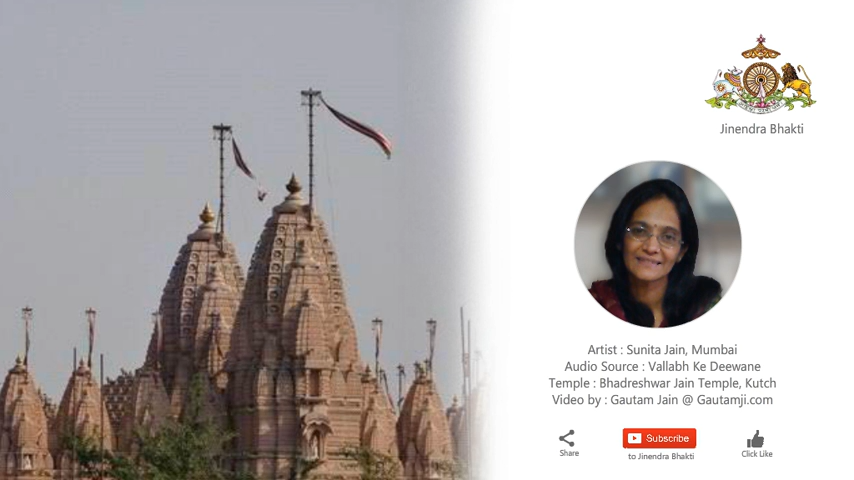 Jinendra Bhakti
Artist : Sunita Jain, Mumbai
Audio Source : Vallabh Ke Deewane
Temple : Bhadreshwar Jain Temple, Kutch
Video by : Gautam Jain @ Gautamji.com
Share
Subscribe
to Jinendra Bhakti
Click Like